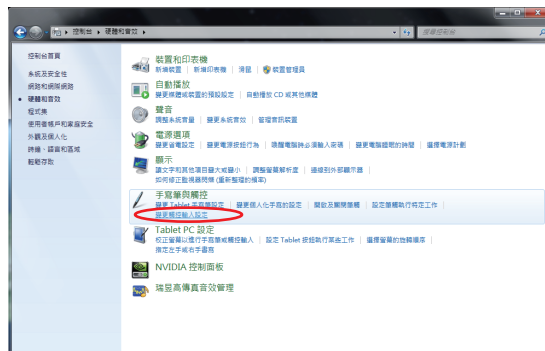 控制台 ▸ 硬體和音效 ▸
搜尋控制台
控制台首頁
系統及安全性
網路和網際網路
硬體和音效
程式集
使用者帳戶和家庭安全
外觀及個人化
時鐘、語言和區域
輕鬆存取
裝置和印表機
新增裝置 | 新增印表機 | 滑鼠 | 裝置管理員
自動播放
變更媒體或裝置的預設設定 | 自動播放 CD 或其他媒體
聲音
調整系統音量 | 變更系統音效 | 管理音訊裝置
電源選項
變更省電設定 | 變更電源按鈕行為 | 喚醒電腦時必須輸入密碼 | 變更電腦睡眠的時間 | 選擇電源計劃
顯示
讓文字和其他項目變大或變小 | 調整螢幕解析度 | 連線到外部顯示器
如何修正監視器閃爍 (重新整理的頻率)
手寫筆與觸控
變更 Tablet 手寫筆設定 | 變更個人化手寫的設定 | 開啟及關閉筆觸 | 設定筆觸執行特定工作
變更觸控輸入設定
Tablet PC 設定
校正螢幕以進行手寫筆或觸控輸入 | 設定 Tablet 按鈕執行某些工作 | 選擇螢幕的旋轉順序
指定左手或右手書寫
NVIDIA 控制面板
瑞昱高傳真音效管理